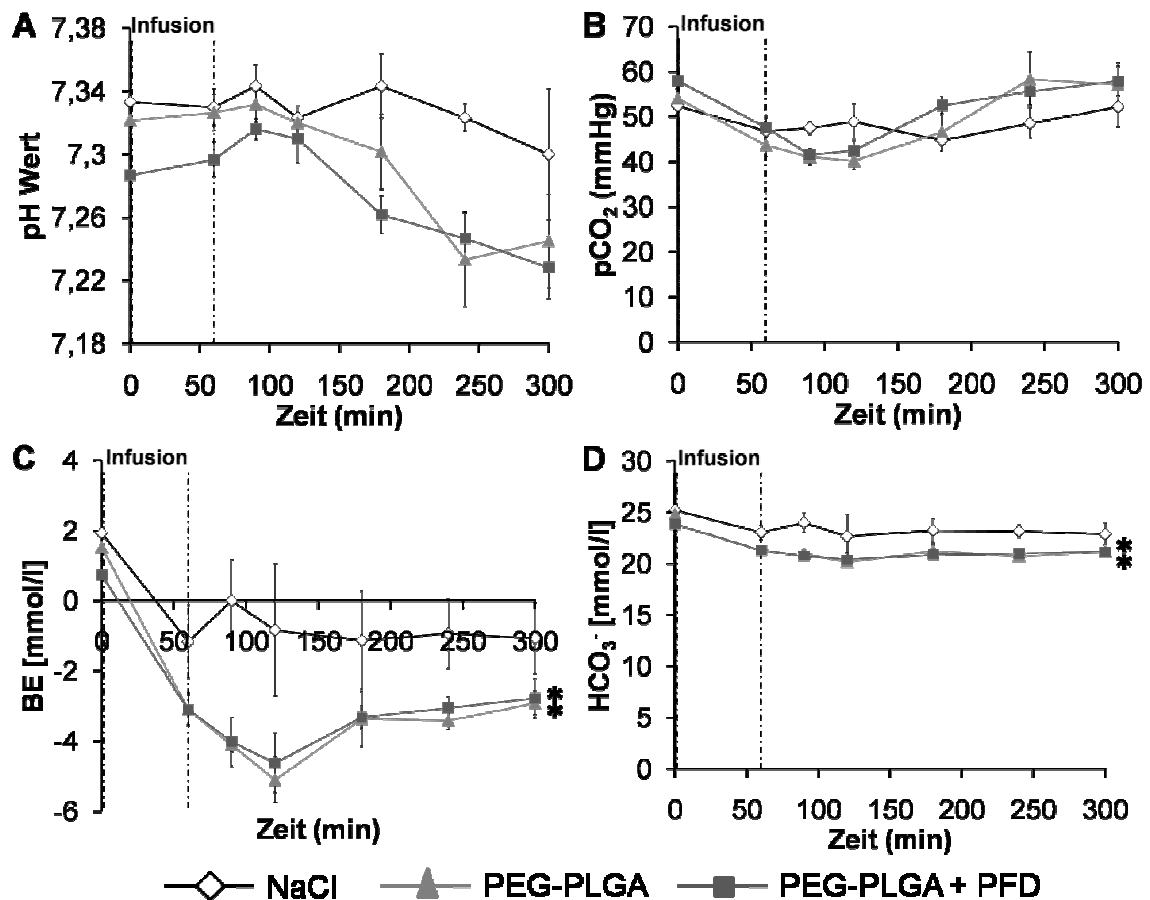 A
Infusion
7,38
7,34
7,3
7,26
7,22
7,18
pH Wert
0 50 100 150 200 250 300
Zeit (min)
B
Infusion
70
60
50
40
30
20
10
0
pCO₂ (mmHg)
0 50 100 150 200 250 300
Zeit (min)
C
Infusion
4
2
0
-2
-4
-6
BE [mmol/l]
0 50 100 150 200 250 300
Zeit (min)
*
*
D
Infusion
30
25
20
15
10
5
0
HCO₃⁻ [mmol/l]
0 50 100 150 200 250 300
Zeit (min)
*
*
NaCl PEG-PLGA PEG-PLGA + PFD